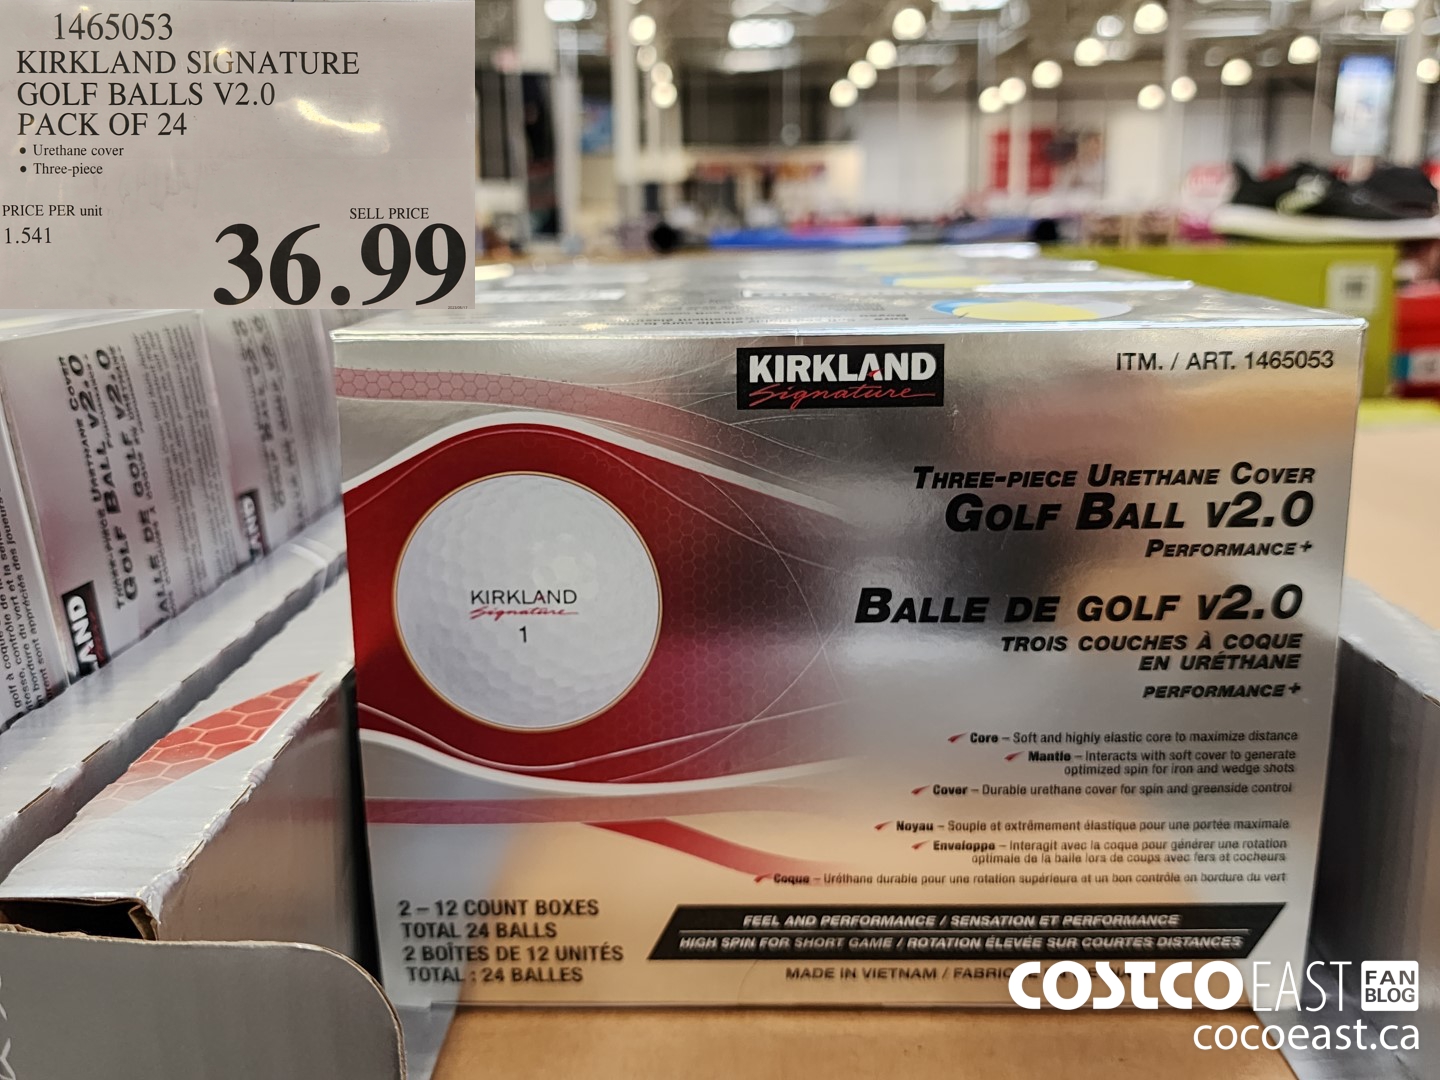 1465053
KIRKLAND SIGNATURE
GOLF BALLS V2.0
PACK OF 24
• Urethane cover
• Three-piece
PRICE PER unit
1.541
SELL PRICE
36.99
KIRKLAND
Signature
ITM. / ART. 1465053
THREE-PIECE URETHANE COVER
GOLF BALL V2.0
PERFORMANCE+
BALLE DE GOLF V2.0
TROIS COUCHES À COQUE
EN URÉTHANE
PERFORMANCE+
KIRKLAND
Signature
1
Core – Soft and highly elastic core to maximize distance
Mantle – Interacts with soft cover to generate
optimized spin for iron and wedge shots
Cover – Durable urethane cover for spin and greenside control
Noyau – Souple et extrêmement élastique pour une portée maximale
Enveloppe – Interagit avec la coque pour générer une rotation
optimale de la balle lors de coups avec fers et cocheurs
Coque – Uréthane durable pour une rotation supérieure et un bon contrôle en bordure du vert
2 – 12 COUNT BOXES
TOTAL 24 BALLS
2 BOÎTES DE 12 UNITÉS
TOTAL : 24 BALLES
FEEL AND PERFORMANCE / SENSATION ET PERFORMANCE
HIGH SPIN FOR SHORT GAME / ROTATION ÉLEVÉE SUR COURTES DISTANCES
MADE IN VIETNAM /
THREE-PIECE URETHANE COVER
GOLF BALL V2.0
BALLE DE GOLF V2.0
COSTCO EAST FAN BLOG
cocoeast.ca